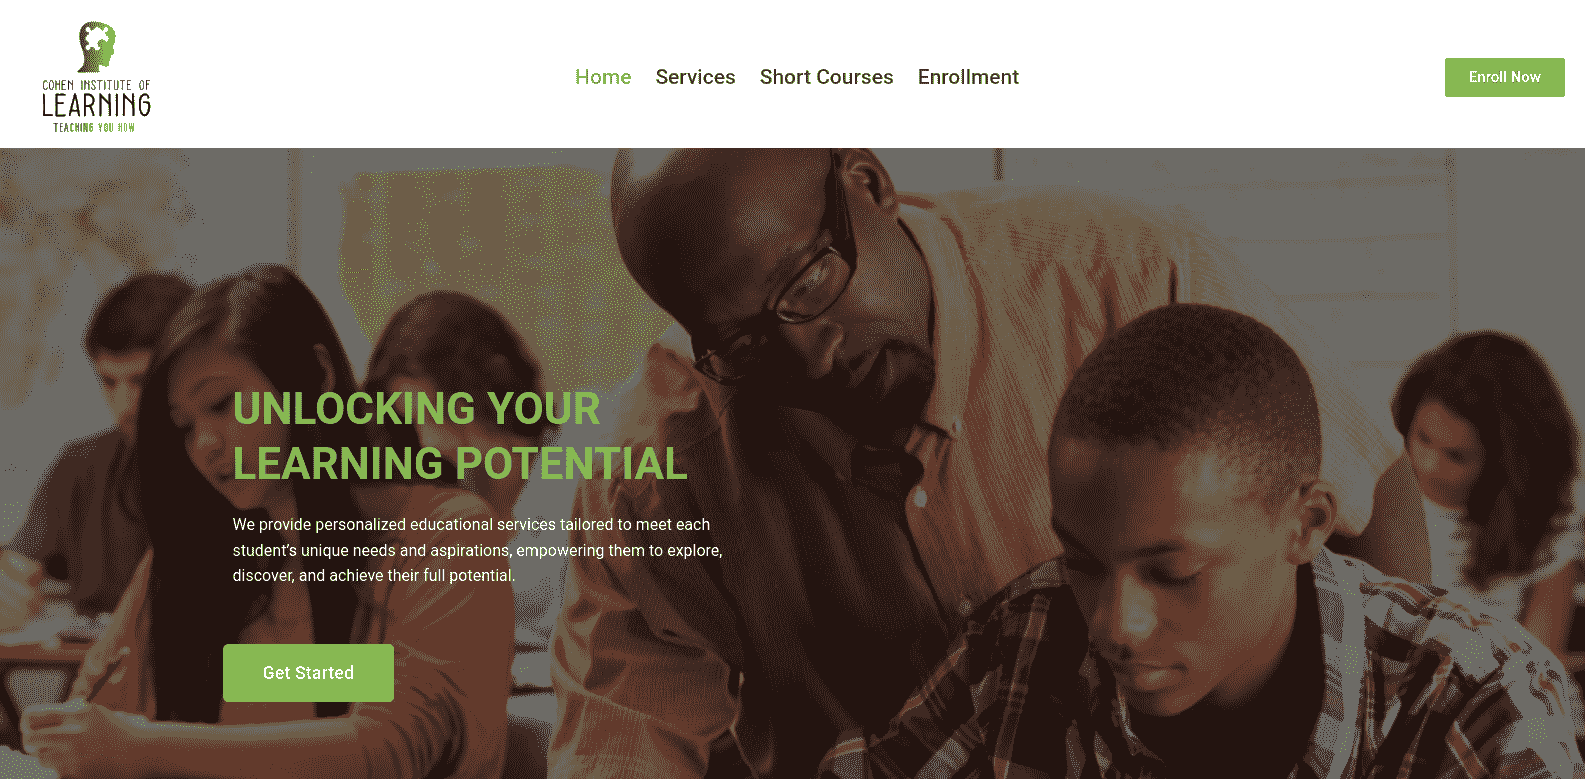 COHEN INSTITUTE OF
LEARNING
TEACHING YOU HOW
Home Services Short Courses Enrollment
Enroll Now
UNLOCKING YOUR
LEARNING POTENTIAL
We provide personalized educational services tailored to meet each
student's unique needs and aspirations, empowering them to explore,
discover, and achieve their full potential.
Get Started